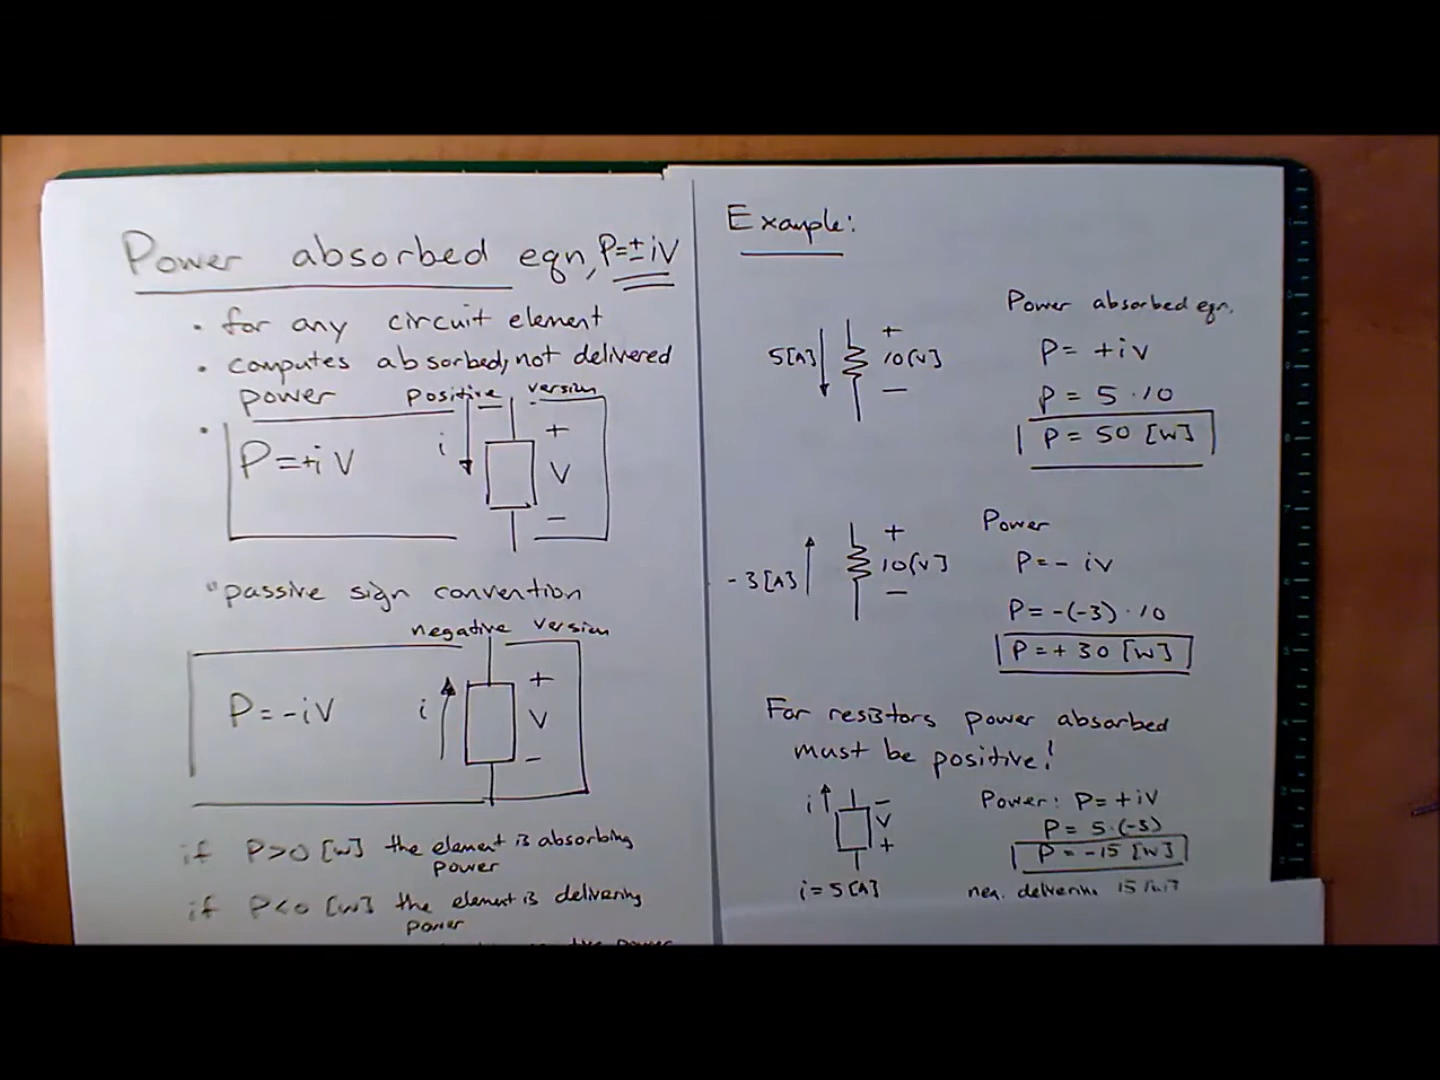 Power absorbed eqn, P=±iV
• for any circuit element
• computes absorbed, not delivered
power
positive version
• P=+iV
i
+
V
−
"passive sign convention
negative version
P=-iV
i
+
V
−
if P>0 [W] the element is absorbing
power
if P<0 [W] the element is delivering
power
power
Example:
Power absorbed eqn.
5[A]
+
10[V]
−
P= +iv
P = 5 · 10
P = 50 [W]
Power
-3[A]
+
10[V]
−
P=- iv
P=-(-3) · 10
P=+ 30 [W]
For resistors power absorbed
must be positive!
i
−
V
+
i = 5[A]
Power: P=+iV
P= 5·(-3)
P= -15 [W]
delivering 15